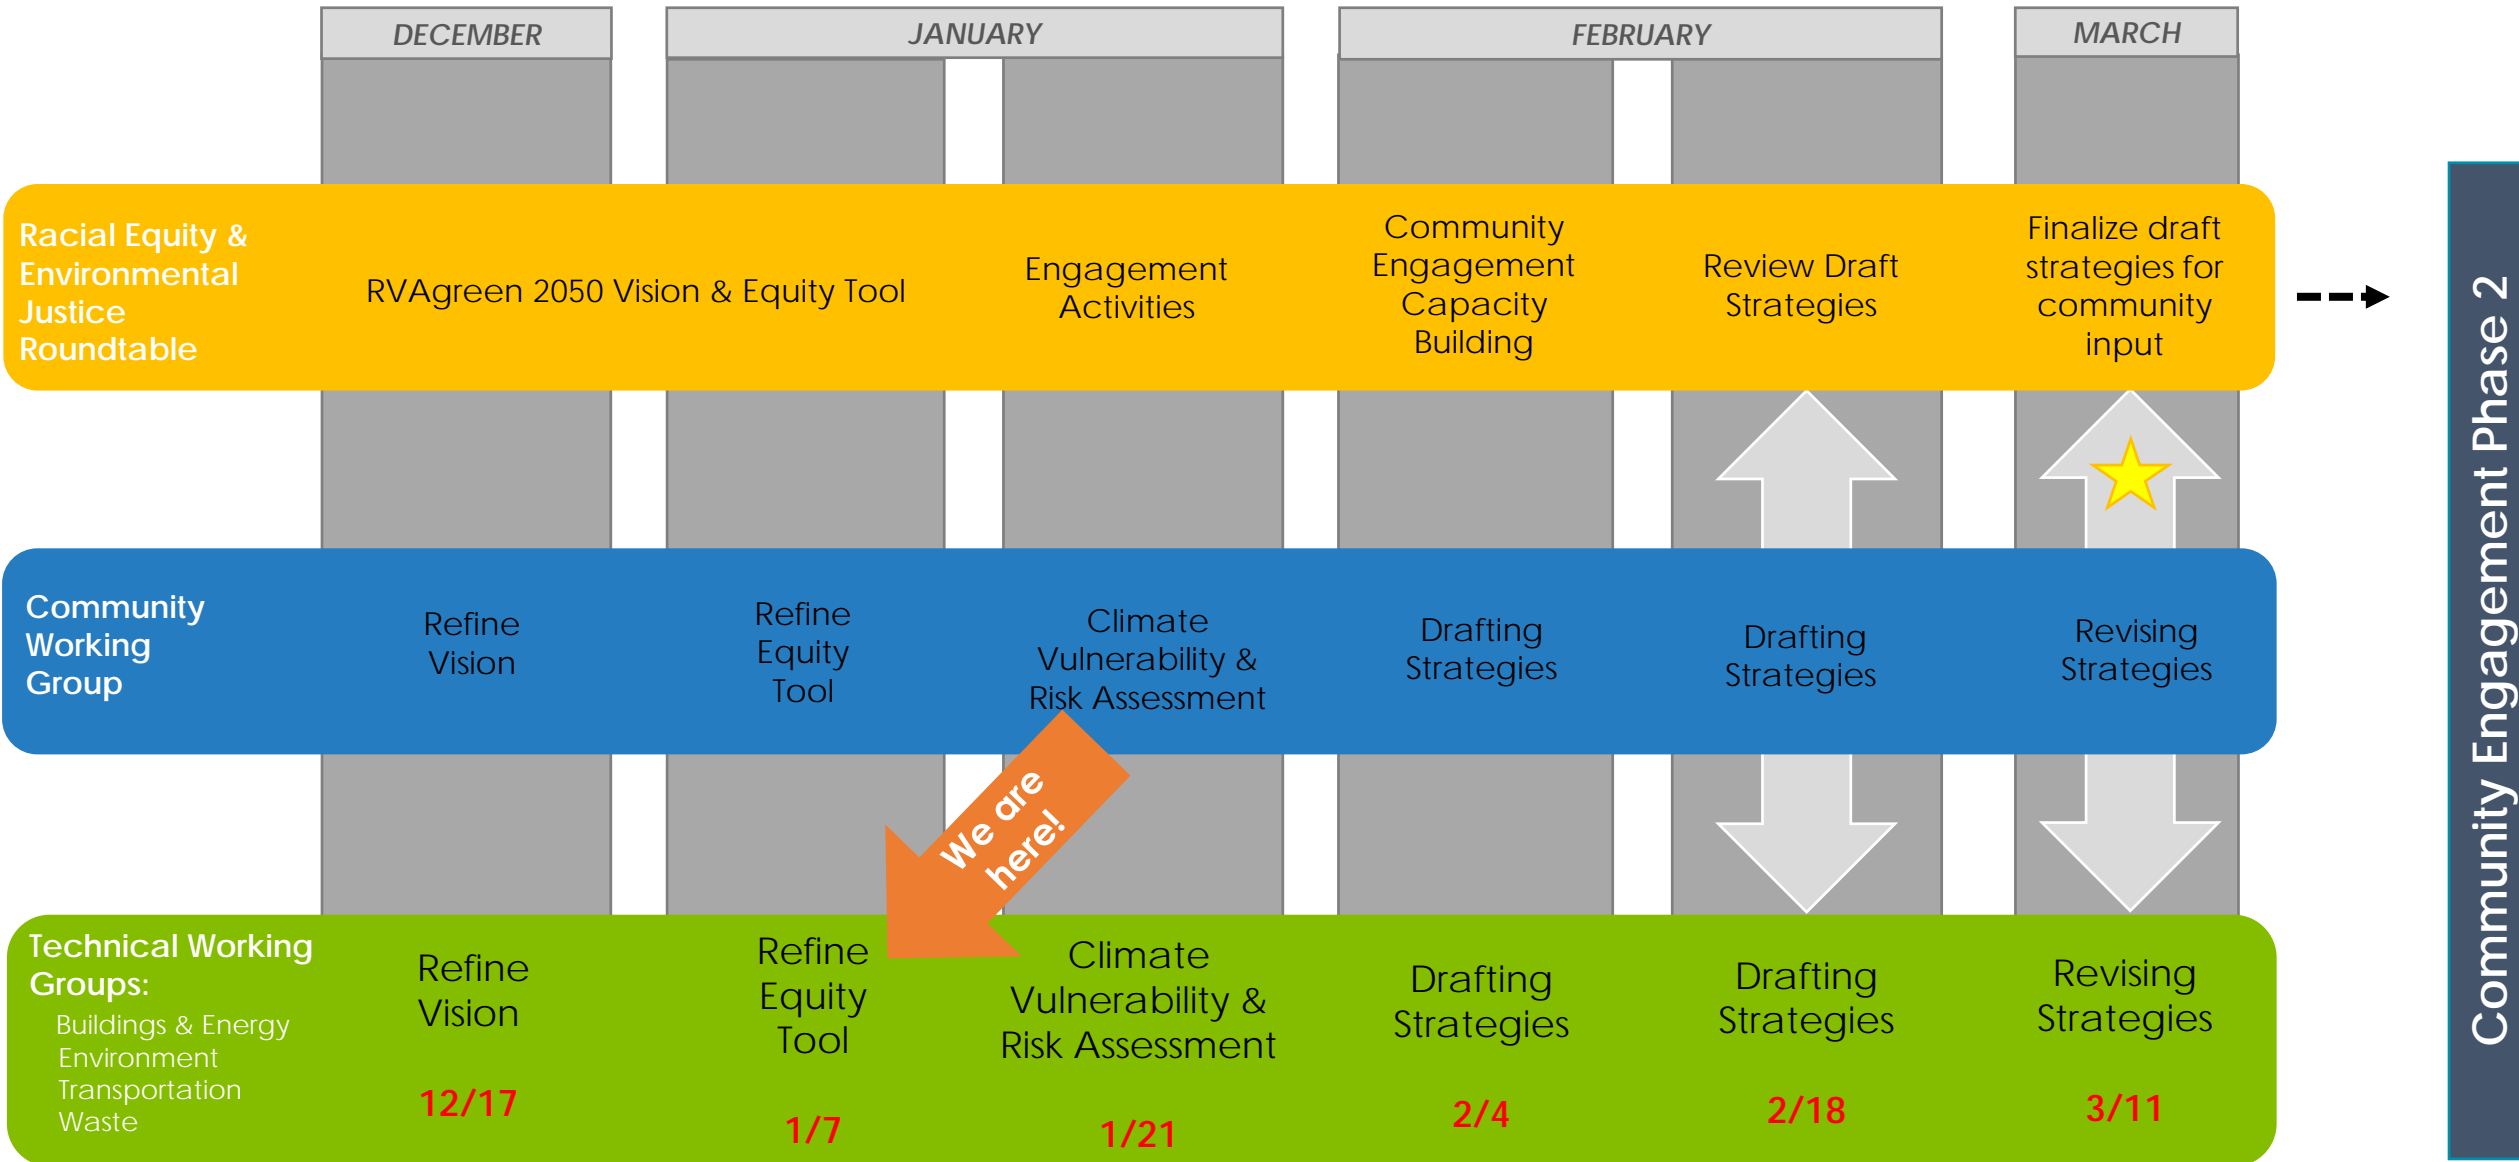 DECEMBER
JANUARY
FEBRUARY
MARCH
Racial Equity &
Environmental
Justice
Roundtable
RVAgreen 2050 Vision & Equity Tool
Engagement
Activities
Community
Engagement
Capacity
Building
Review Draft
Strategies
Finalize draft
strategies for
community
input
Community
Working
Group
Refine
Vision
Refine
Equity
Tool
Climate
Vulnerability &
Risk Assessment
Drafting
Strategies
Drafting
Strategies
Revising
Strategies
We are
here!
Technical Working
Groups:
Buildings & Energy
Environment
Transportation
Waste
Refine
Vision
12/17
Refine
Equity
Tool
1/7
Climate
Vulnerability &
Risk Assessment
1/21
Drafting
Strategies
2/4
Drafting
Strategies
2/18
Revising
Strategies
3/11
Community Engagement Phase 2